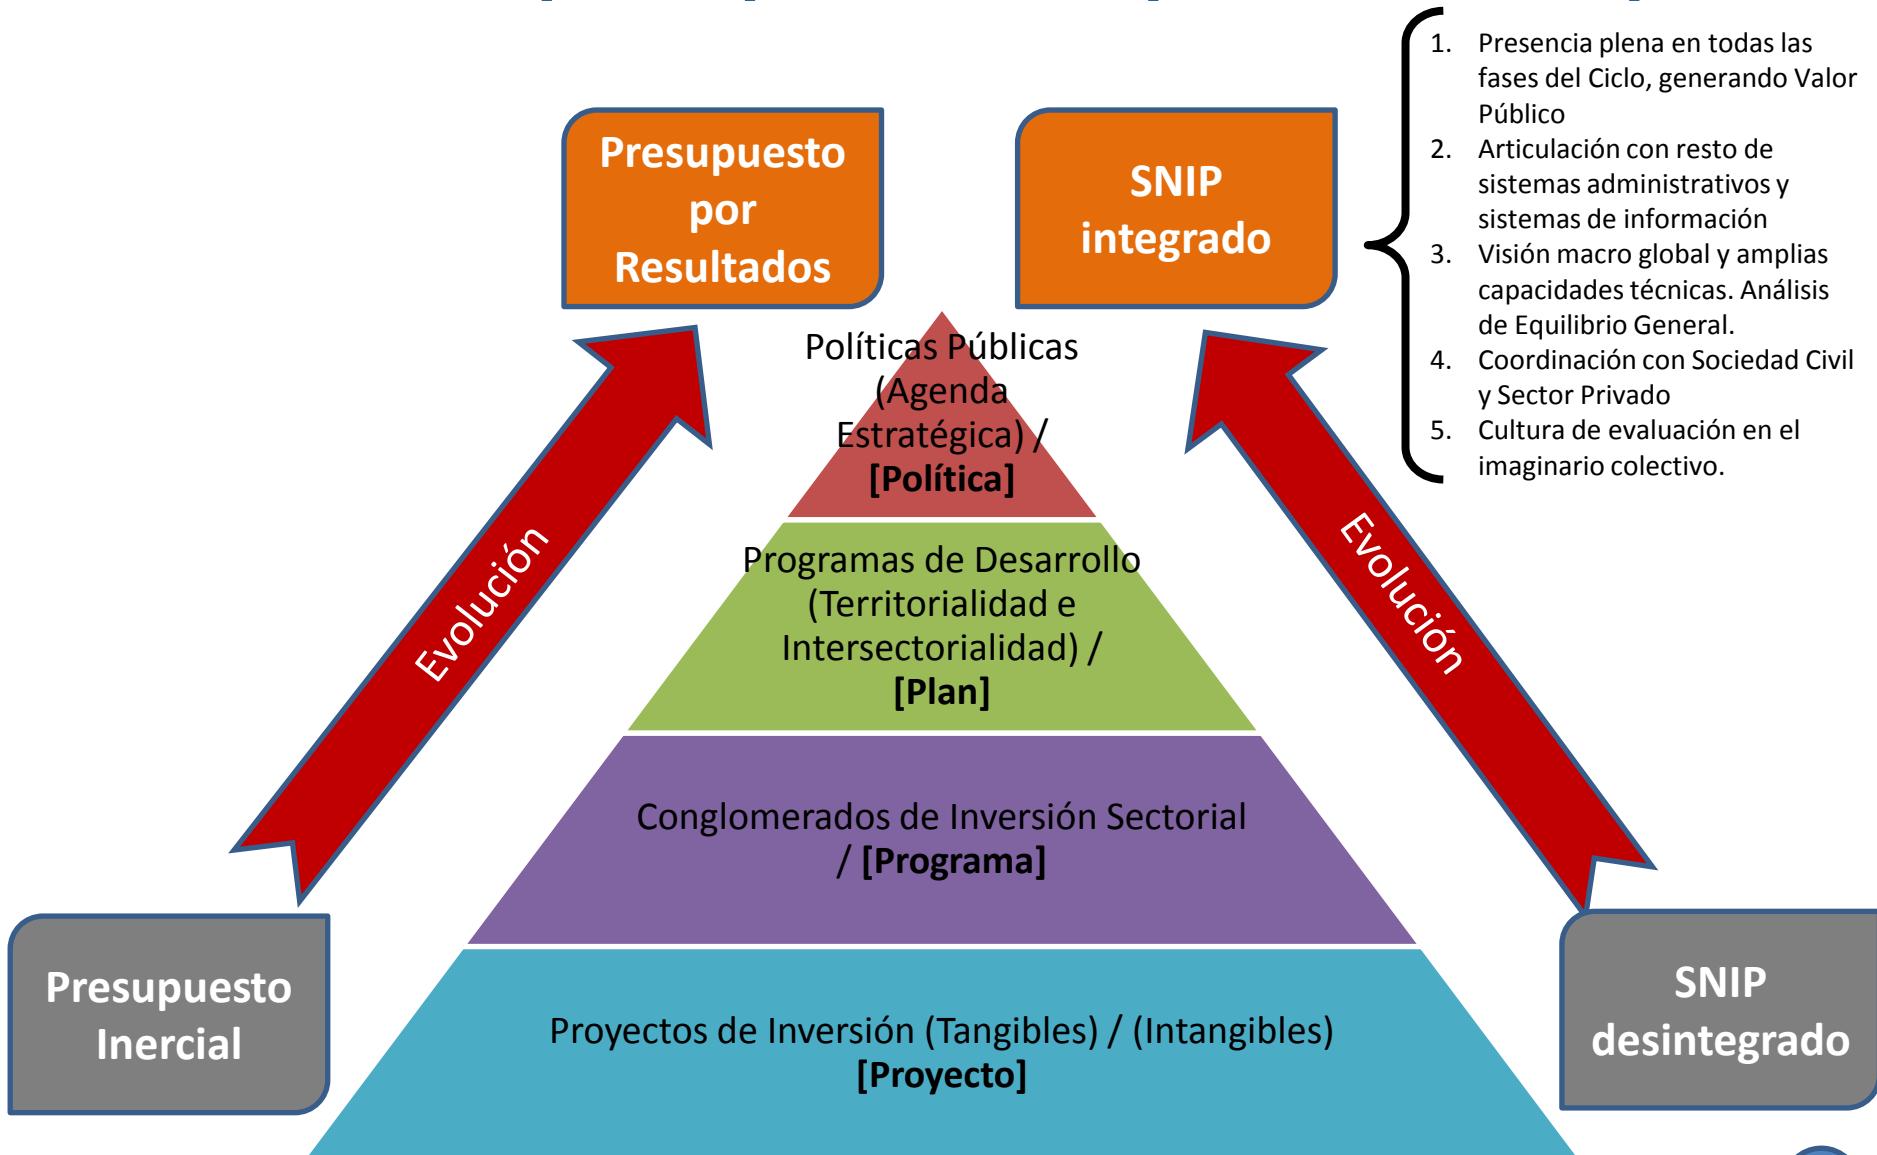 Presupuesto
por
Resultados
SNIP
integrado
1. Presencia plena en todas las
fases del Ciclo, generando Valor
Público
2. Articulación con resto de
sistemas administrativos y
sistemas de información
3. Visión macro global y amplias
capacidades técnicas. Análisis
de Equilibrio General.
4. Coordinación con Sociedad Civil
y Sector Privado
5. Cultura de evaluación en el
imaginario colectivo.
Políticas Públicas
(Agenda
Estratégica) /
[Política]
Evolución
Evolución
Programas de Desarrollo
(Territorialidad e
Intersectorialidad) /
[Plan]
Conglomerados de Inversión Sectorial
/ [Programa]
Presupuesto
Inercial
SNIP
desintegrado
Proyectos de Inversión (Tangibles) / (Intangibles)
[Proyecto]